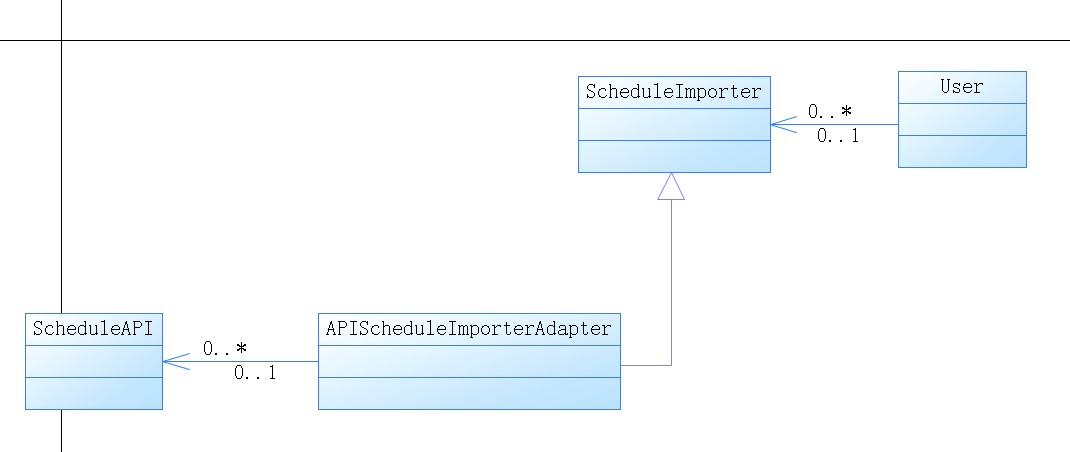 ScheduleImporter
User
0..*
0..1
ScheduleAPI
APIScheduleImporterAdapter
0..*
0..1